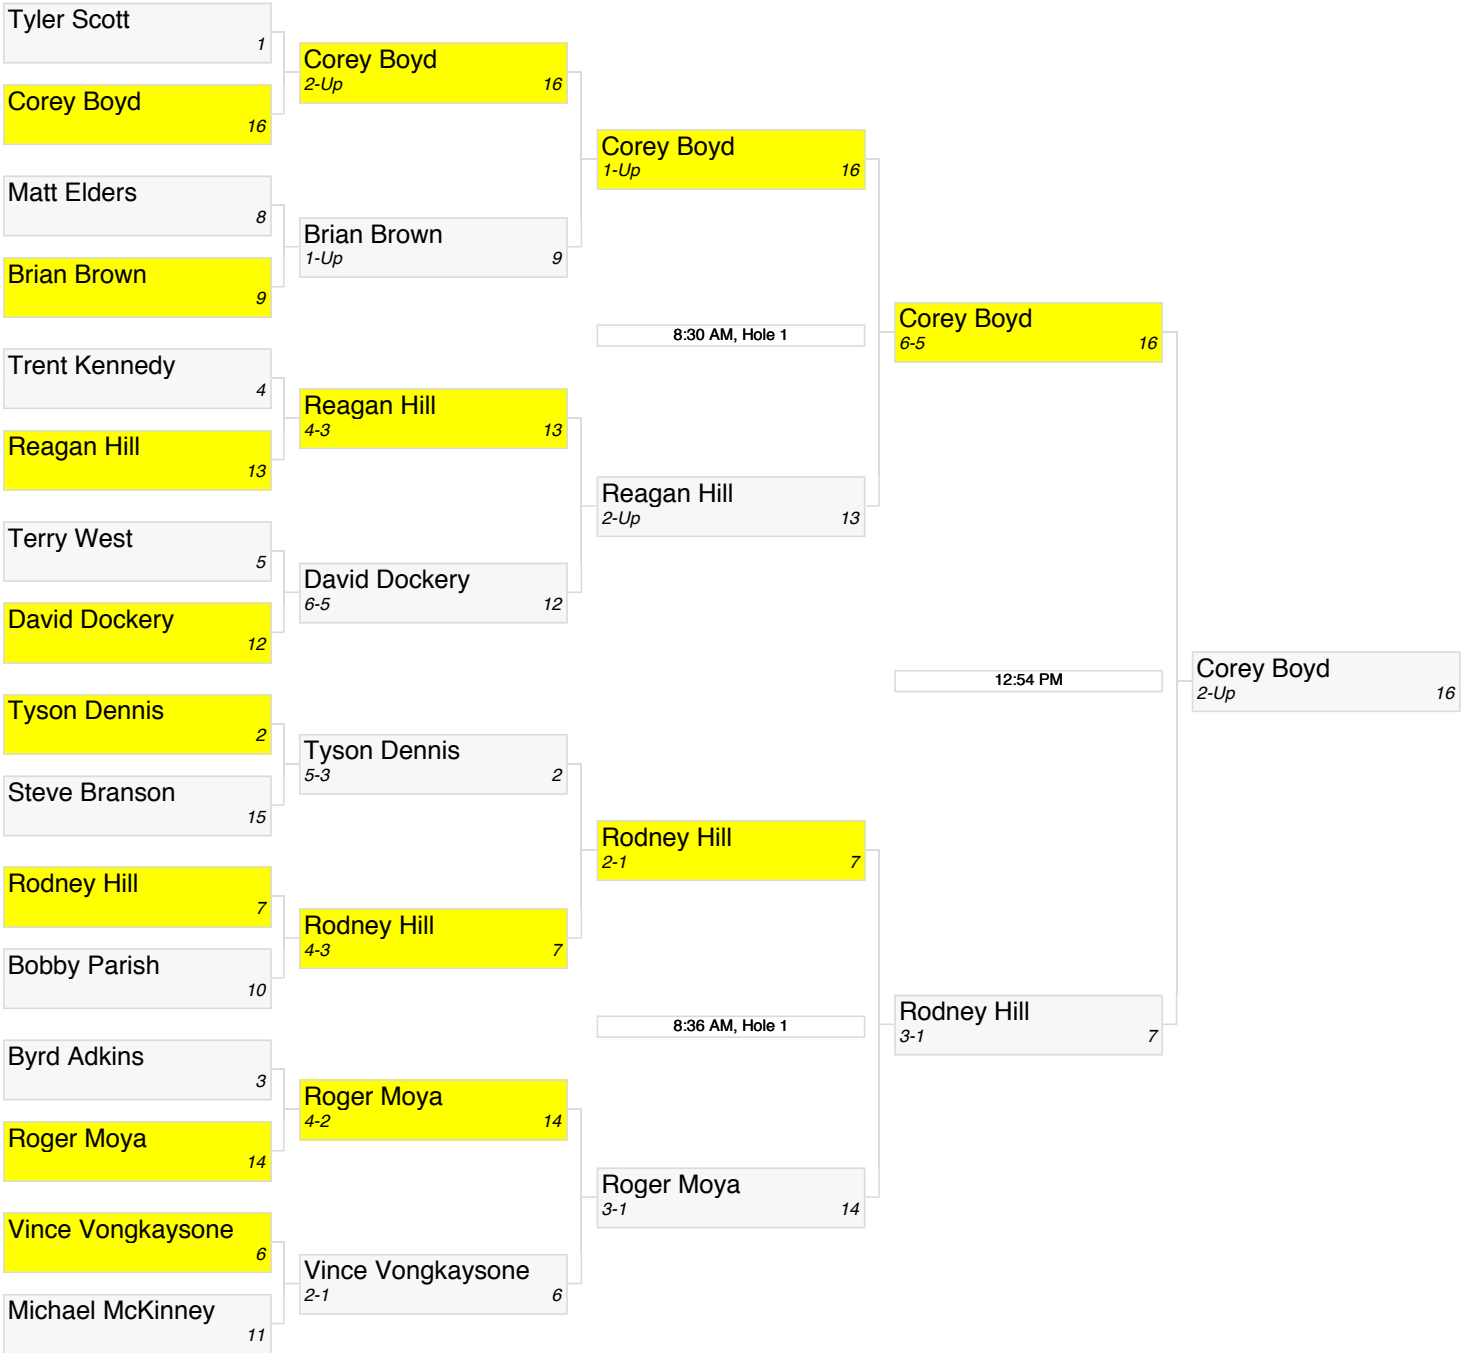 Tyler Scott
1
Corey Boyd
16
Matt Elders
8
Brian Brown
9
Trent Kennedy
4
Reagan Hill
13
Terry West
5
David Dockery
12
Tyson Dennis
2
Steve Branson
15
Rodney Hill
7
Bobby Parish
10
Byrd Adkins
3
Roger Moya
14
Vince Vongkaysone
6
Michael McKinney
11
Corey Boyd
2-Up 16
Brian Brown
1-Up 9
Reagan Hill
4-3 13
David Dockery
6-5 12
Tyson Dennis
5-3 2
Rodney Hill
4-3 7
Roger Moya
4-2 14
Vince Vongkaysone
2-1 6
Corey Boyd
1-Up 16
8:30 AM, Hole 1
Reagan Hill
2-Up 13
Rodney Hill
2-1 7
8:36 AM, Hole 1
Roger Moya
3-1 14
Corey Boyd
6-5 16
12:54 PM
Rodney Hill
3-1 7
Corey Boyd
2-Up 16